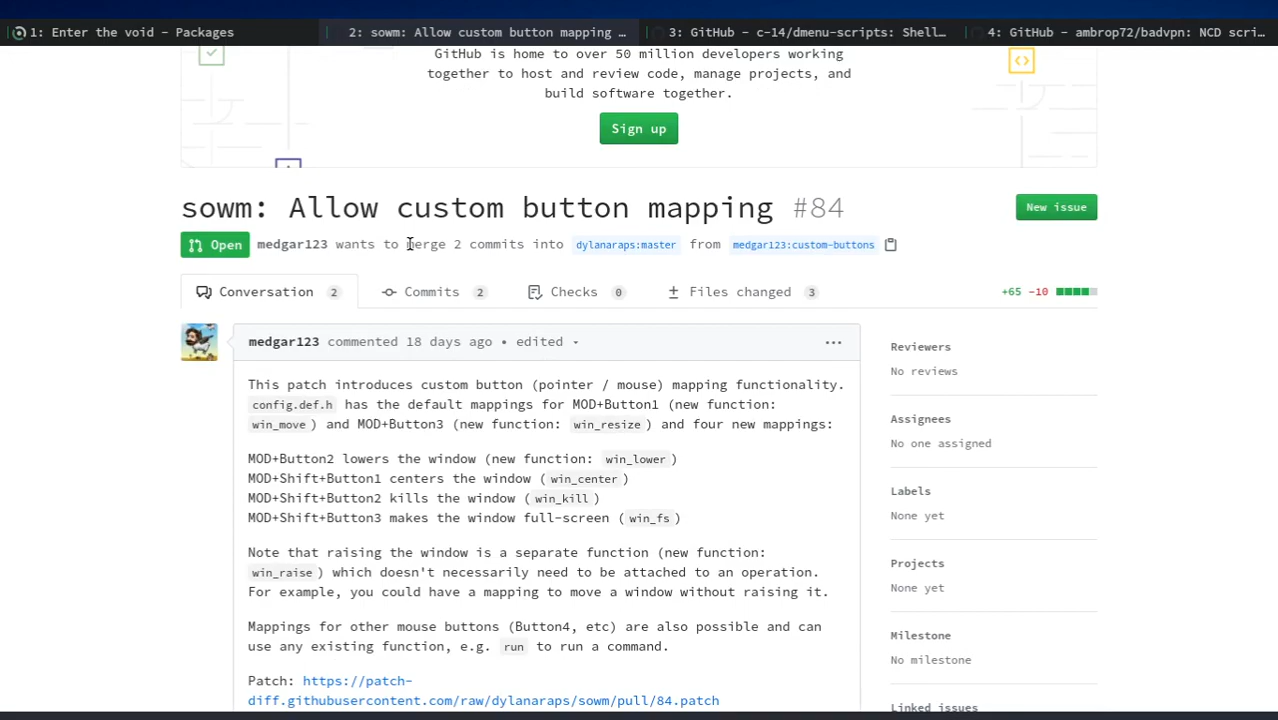 1: Enter the void - Packages
2: sowm: Allow custom button mapping …
3: GitHub - c-14/dmenu-scripts: Shell…
4: GitHub - ambrop72/badvpn: NCD scri…
GitHub is home to over 50 million developers working
together to host and review code, manage projects, and
build software together.
Sign up
sowm: Allow custom button mapping #84
New issue
Open medgar123 wants to merge 2 commits into dylanaraps:master from medgar123:custom-buttons
Conversation 2 Commits 2 Checks 0 Files changed 3 +65 -10
medgar123 commented 18 days ago • edited
This patch introduces custom button (pointer / mouse) mapping functionality.
config.def.h has the default mappings for MOD+Button1 (new function:
win_move ) and MOD+Button3 (new function: win_resize ) and four new mappings:
MOD+Button2 lowers the window (new function: win_lower)
MOD+Shift+Button1 centers the window ( win_center )
MOD+Shift+Button2 kills the window ( win_kill )
MOD+Shift+Button3 makes the window full-screen ( win_fs )
Note that raising the window is a separate function (new function:
win_raise ) which doesn't necessarily need to be attached to an operation.
For example, you could have a mapping to move a window without raising it.
Mappings for other mouse buttons (Button4, etc) are also possible and can
use any existing function, e.g. run to run a command.
Patch: https://patch-
diff.githubusercontent.com/raw/dylanaraps/sowm/pull/84.patch
Reviewers
No reviews
Assignees
No one assigned
Labels
None yet
Projects
None yet
Milestone
No milestone
Linked issues